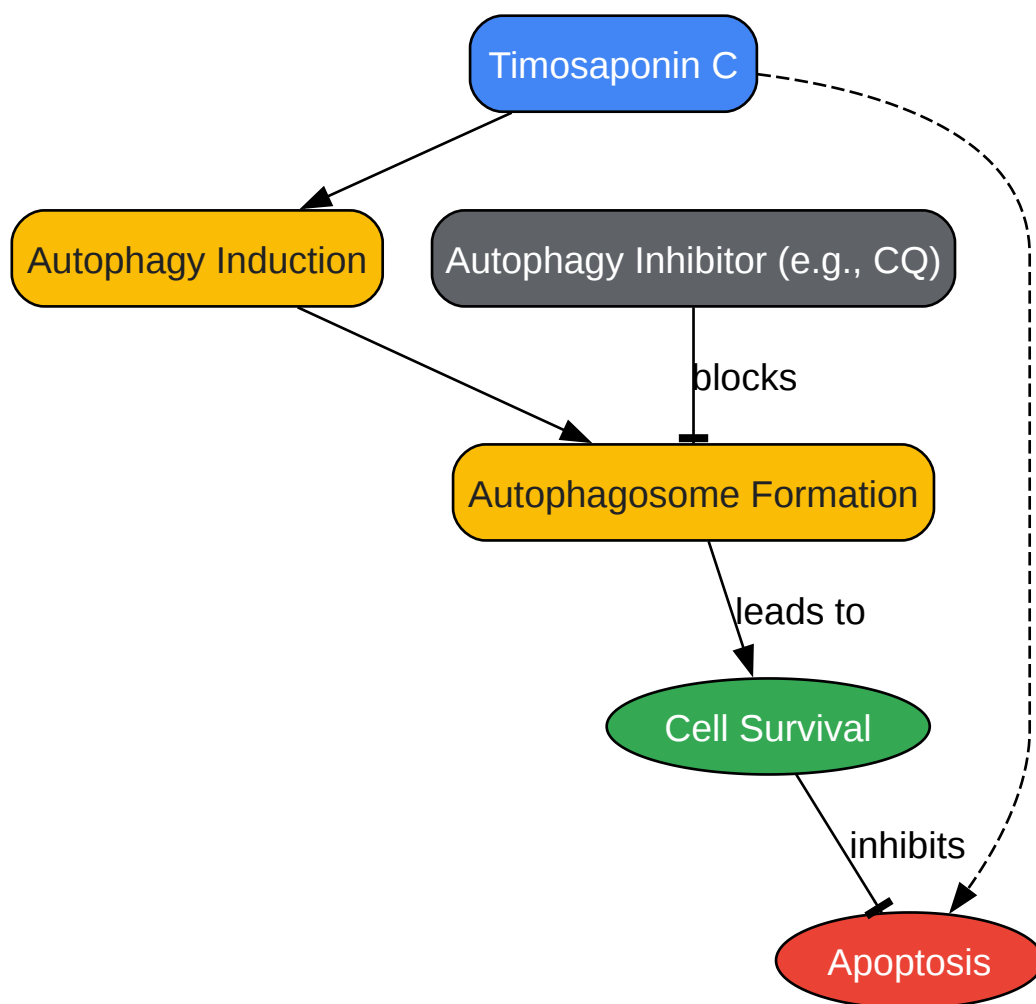 Timosaponin C
Autophagy Induction
Autophagy Inhibitor (e.g., CQ)
blocks
Autophagosome Formation
leads to
Cell Survival
inhibits
Apoptosis